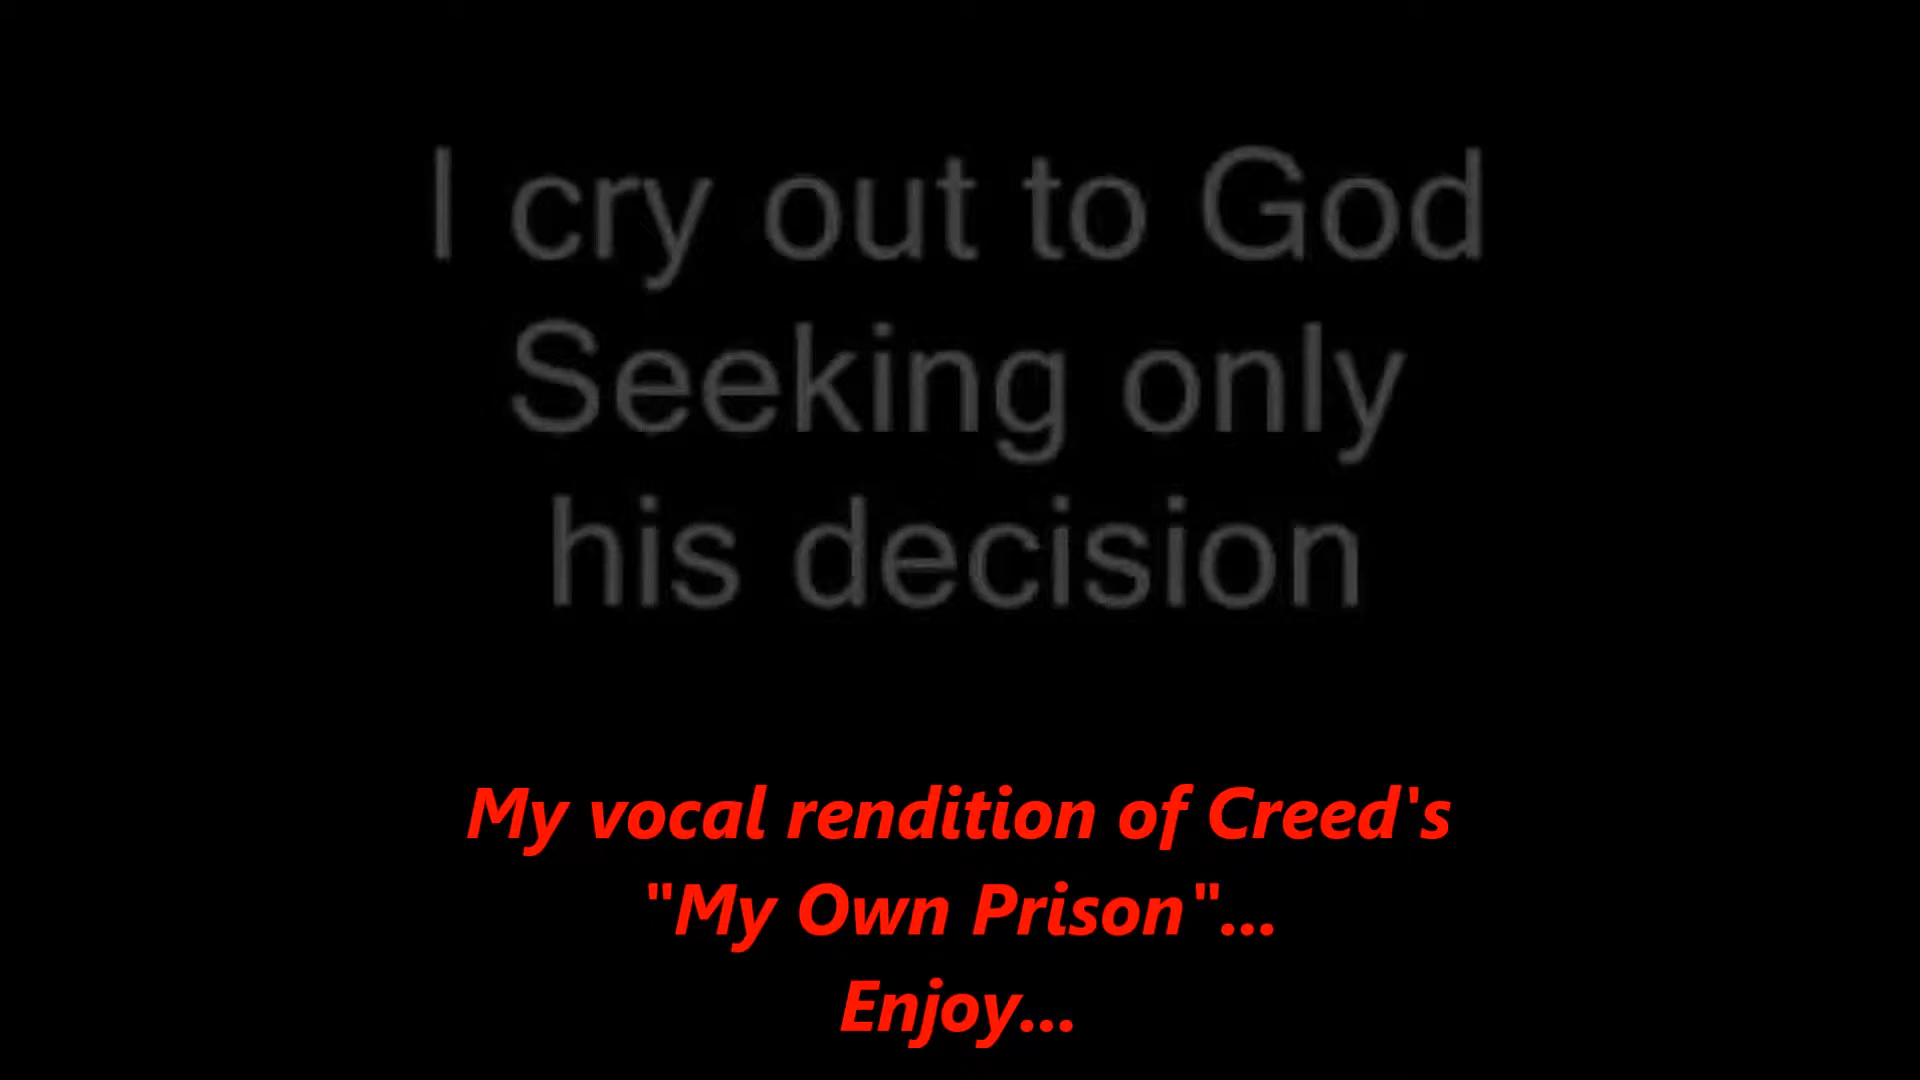 I cry out to God
Seeking only
his decision
My vocal rendition of Creed's
"My Own Prison"...
Enjoy...